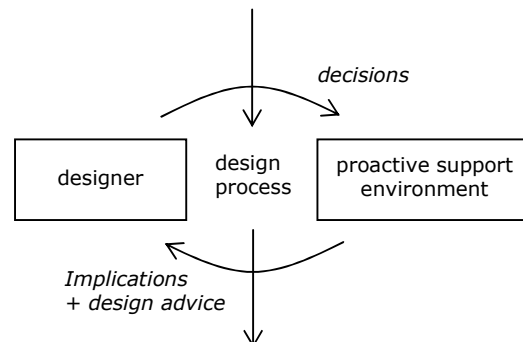 decisions
designer
design
process
proactive support
environment
Implications
+ design advice